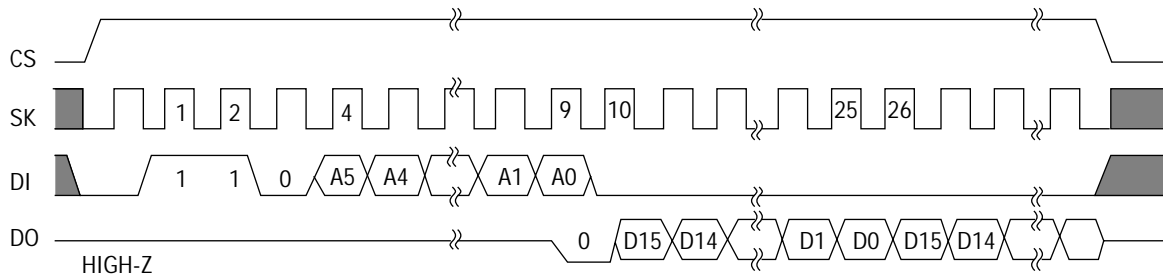 CS
SK 1 2 4 9 10 25 26
DI 1 1 0 A5 A4 A1 A0
DO 0 D15 D14 D1 D0 D15 D14
HIGH-Z